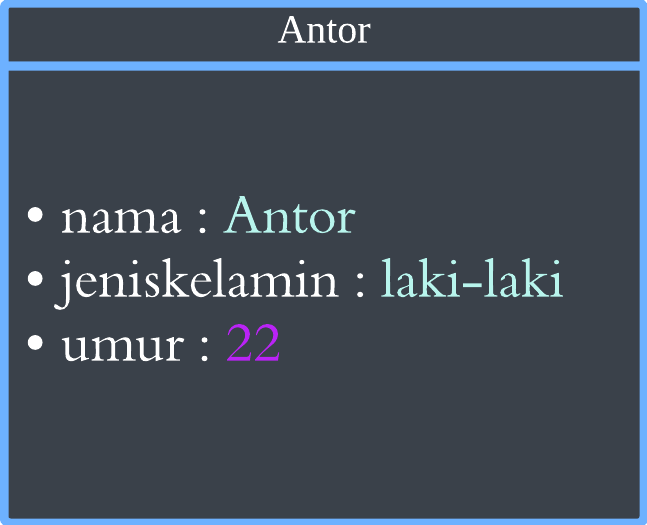 Antor
• nama : Antor
• jeniskelamin : laki-laki
• umur : 22